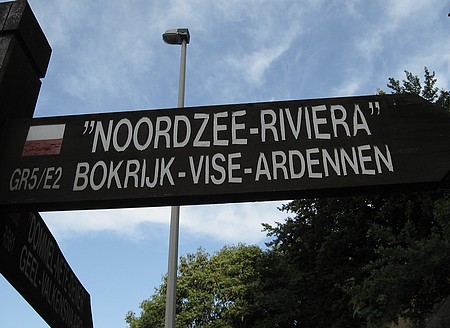 "NOORDZEE-RIVIERA"
GR5/E2 BOKRIJK-VISE-ARDENNEN